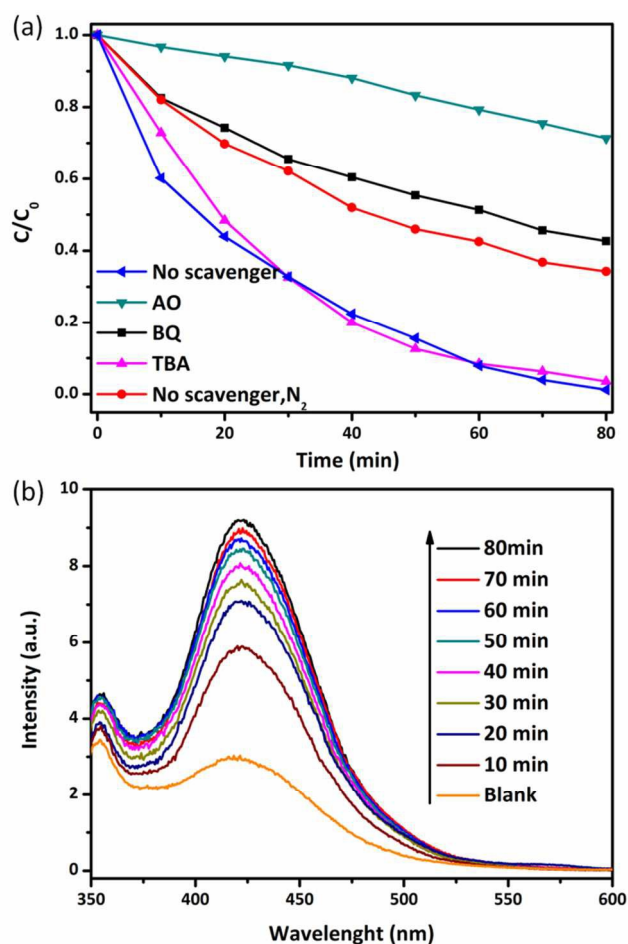 (a)
1.0
0.8
0.6
0.4
0.2
0.0
C/C₀
No scavenger
AO
BQ
TBA
No scavenger,N₂
0 20 40 60 80
Time (min)
(b)
10
8
6
4
2
0
Intensity (a.u.)
80min
70 min
60 min
50 min
40 min
30 min
20 min
10 min
Blank
350 400 450 500 550 600
Wavelenght (nm)